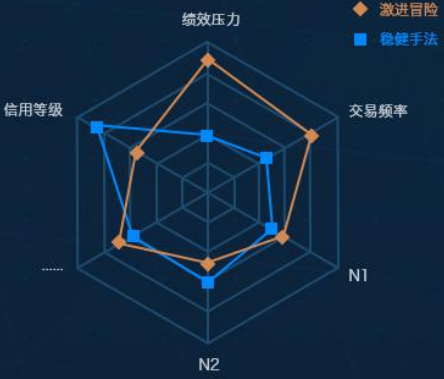 激进冒险
绩效压力
稳健手法
信用等级
交易频率
......
N1
N2